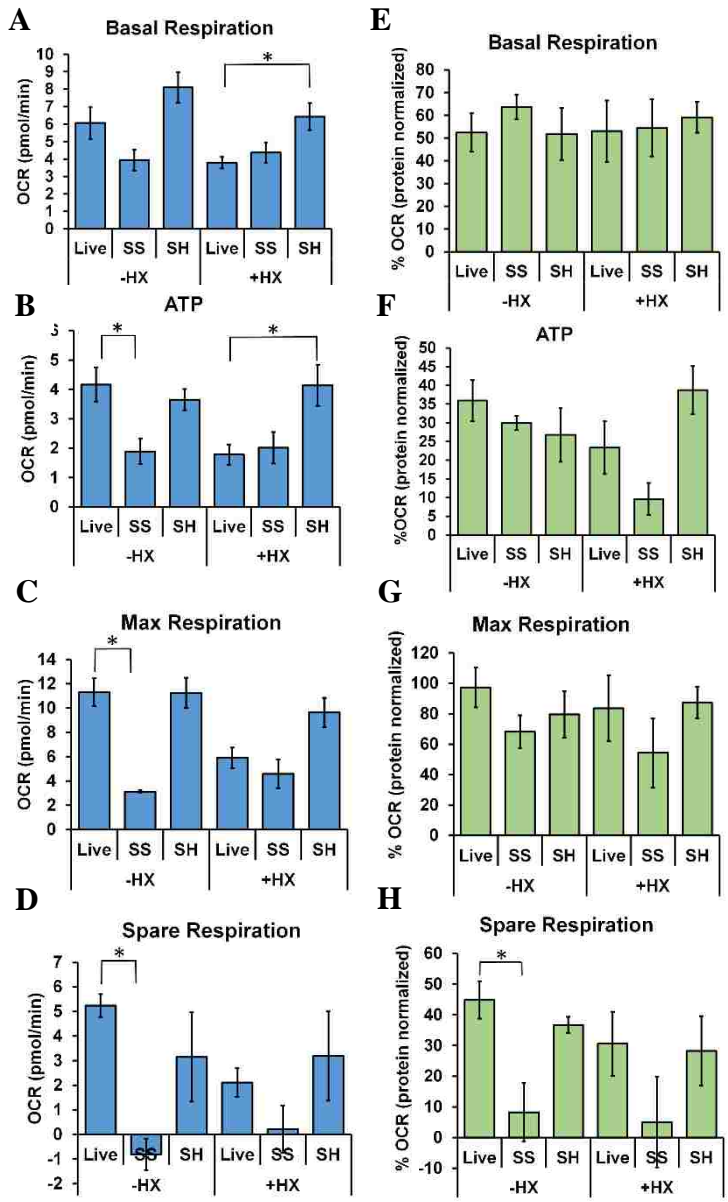 A
Basal Respiration
OCR (pmol/min)
10
9
8
7
6
5
4
3
2
1
0
*
Live SS SH Live SS SH
-HX +HX
B
ATP
OCR (pmol/min)
5
4
3
2
1
0
* *
Live SS SH Live SS SH
-HX +HX
C
Max Respiration
OCR (pmol/min)
14
12
10
8
6
4
2
0
*
Live SS SH Live SS SH
-HX +HX
D
Spare Respiration
OCR (pmol/min)
6
5
4
3
2
1
0
-1
-2
*
Live SS SH Live SS SH
-HX +HX
E
Basal Respiration
% OCR (protein normalized)
80
70
60
50
40
30
20
10
0
Live SS SH Live SS SH
-HX +HX
F
ATP
%OCR (protein normalized)
50
45
40
35
30
25
20
15
10
5
0
Live SS SH Live SS SH
-HX +HX
G
Max Respiration
% OCR (protein normalized)
120
100
80
60
40
20
0
Live SS SH Live SS SH
-HX +HX
H
Spare Respiration
% OCR (protein normalized)
60
50
40
30
20
10
0
-10
*
Live SS SH Live SS SH
-HX +HX